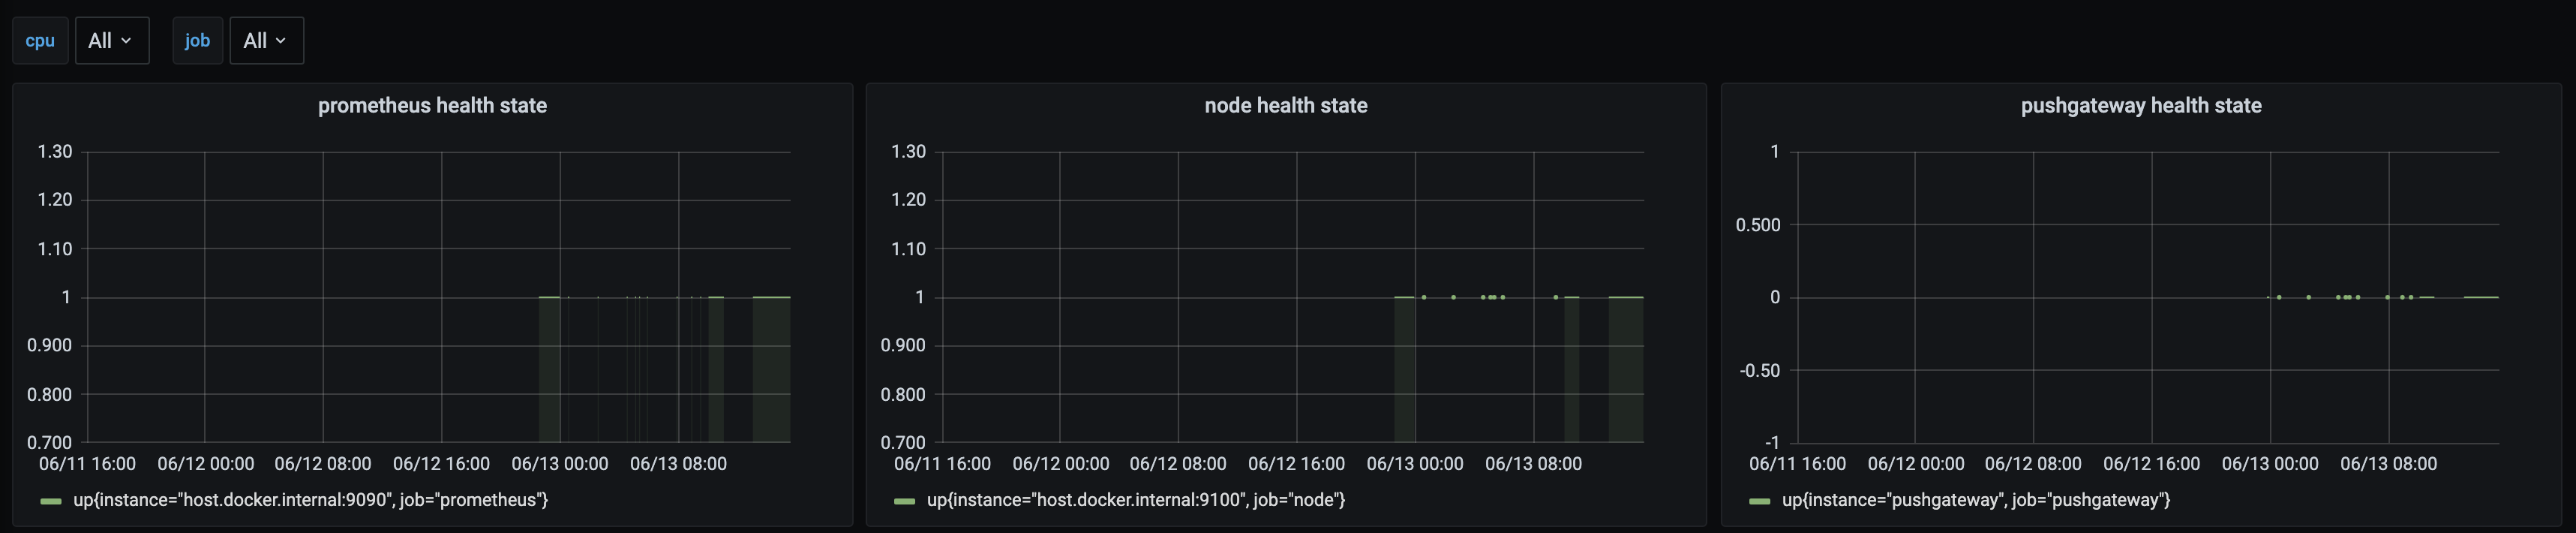 cpu All job All
prometheus health state
1.30
1.20
1.10
1
0.900
0.800
0.700
06/11 16:00 06/12 00:00 06/12 08:00 06/12 16:00 06/13 00:00 06/13 08:00
up{instance="host.docker.internal:9090", job="prometheus"}
node health state
1.30
1.20
1.10
1
0.900
0.800
0.700
06/11 16:00 06/12 00:00 06/12 08:00 06/12 16:00 06/13 00:00 06/13 08:00
up{instance="host.docker.internal:9100", job="node"}
pushgateway health state
1
0.500
0
-0.50
-1
06/11 16:00 06/12 00:00 06/12 08:00 06/12 16:00 06/13 00:00 06/13 08:00
up{instance="pushgateway", job="pushgateway"}